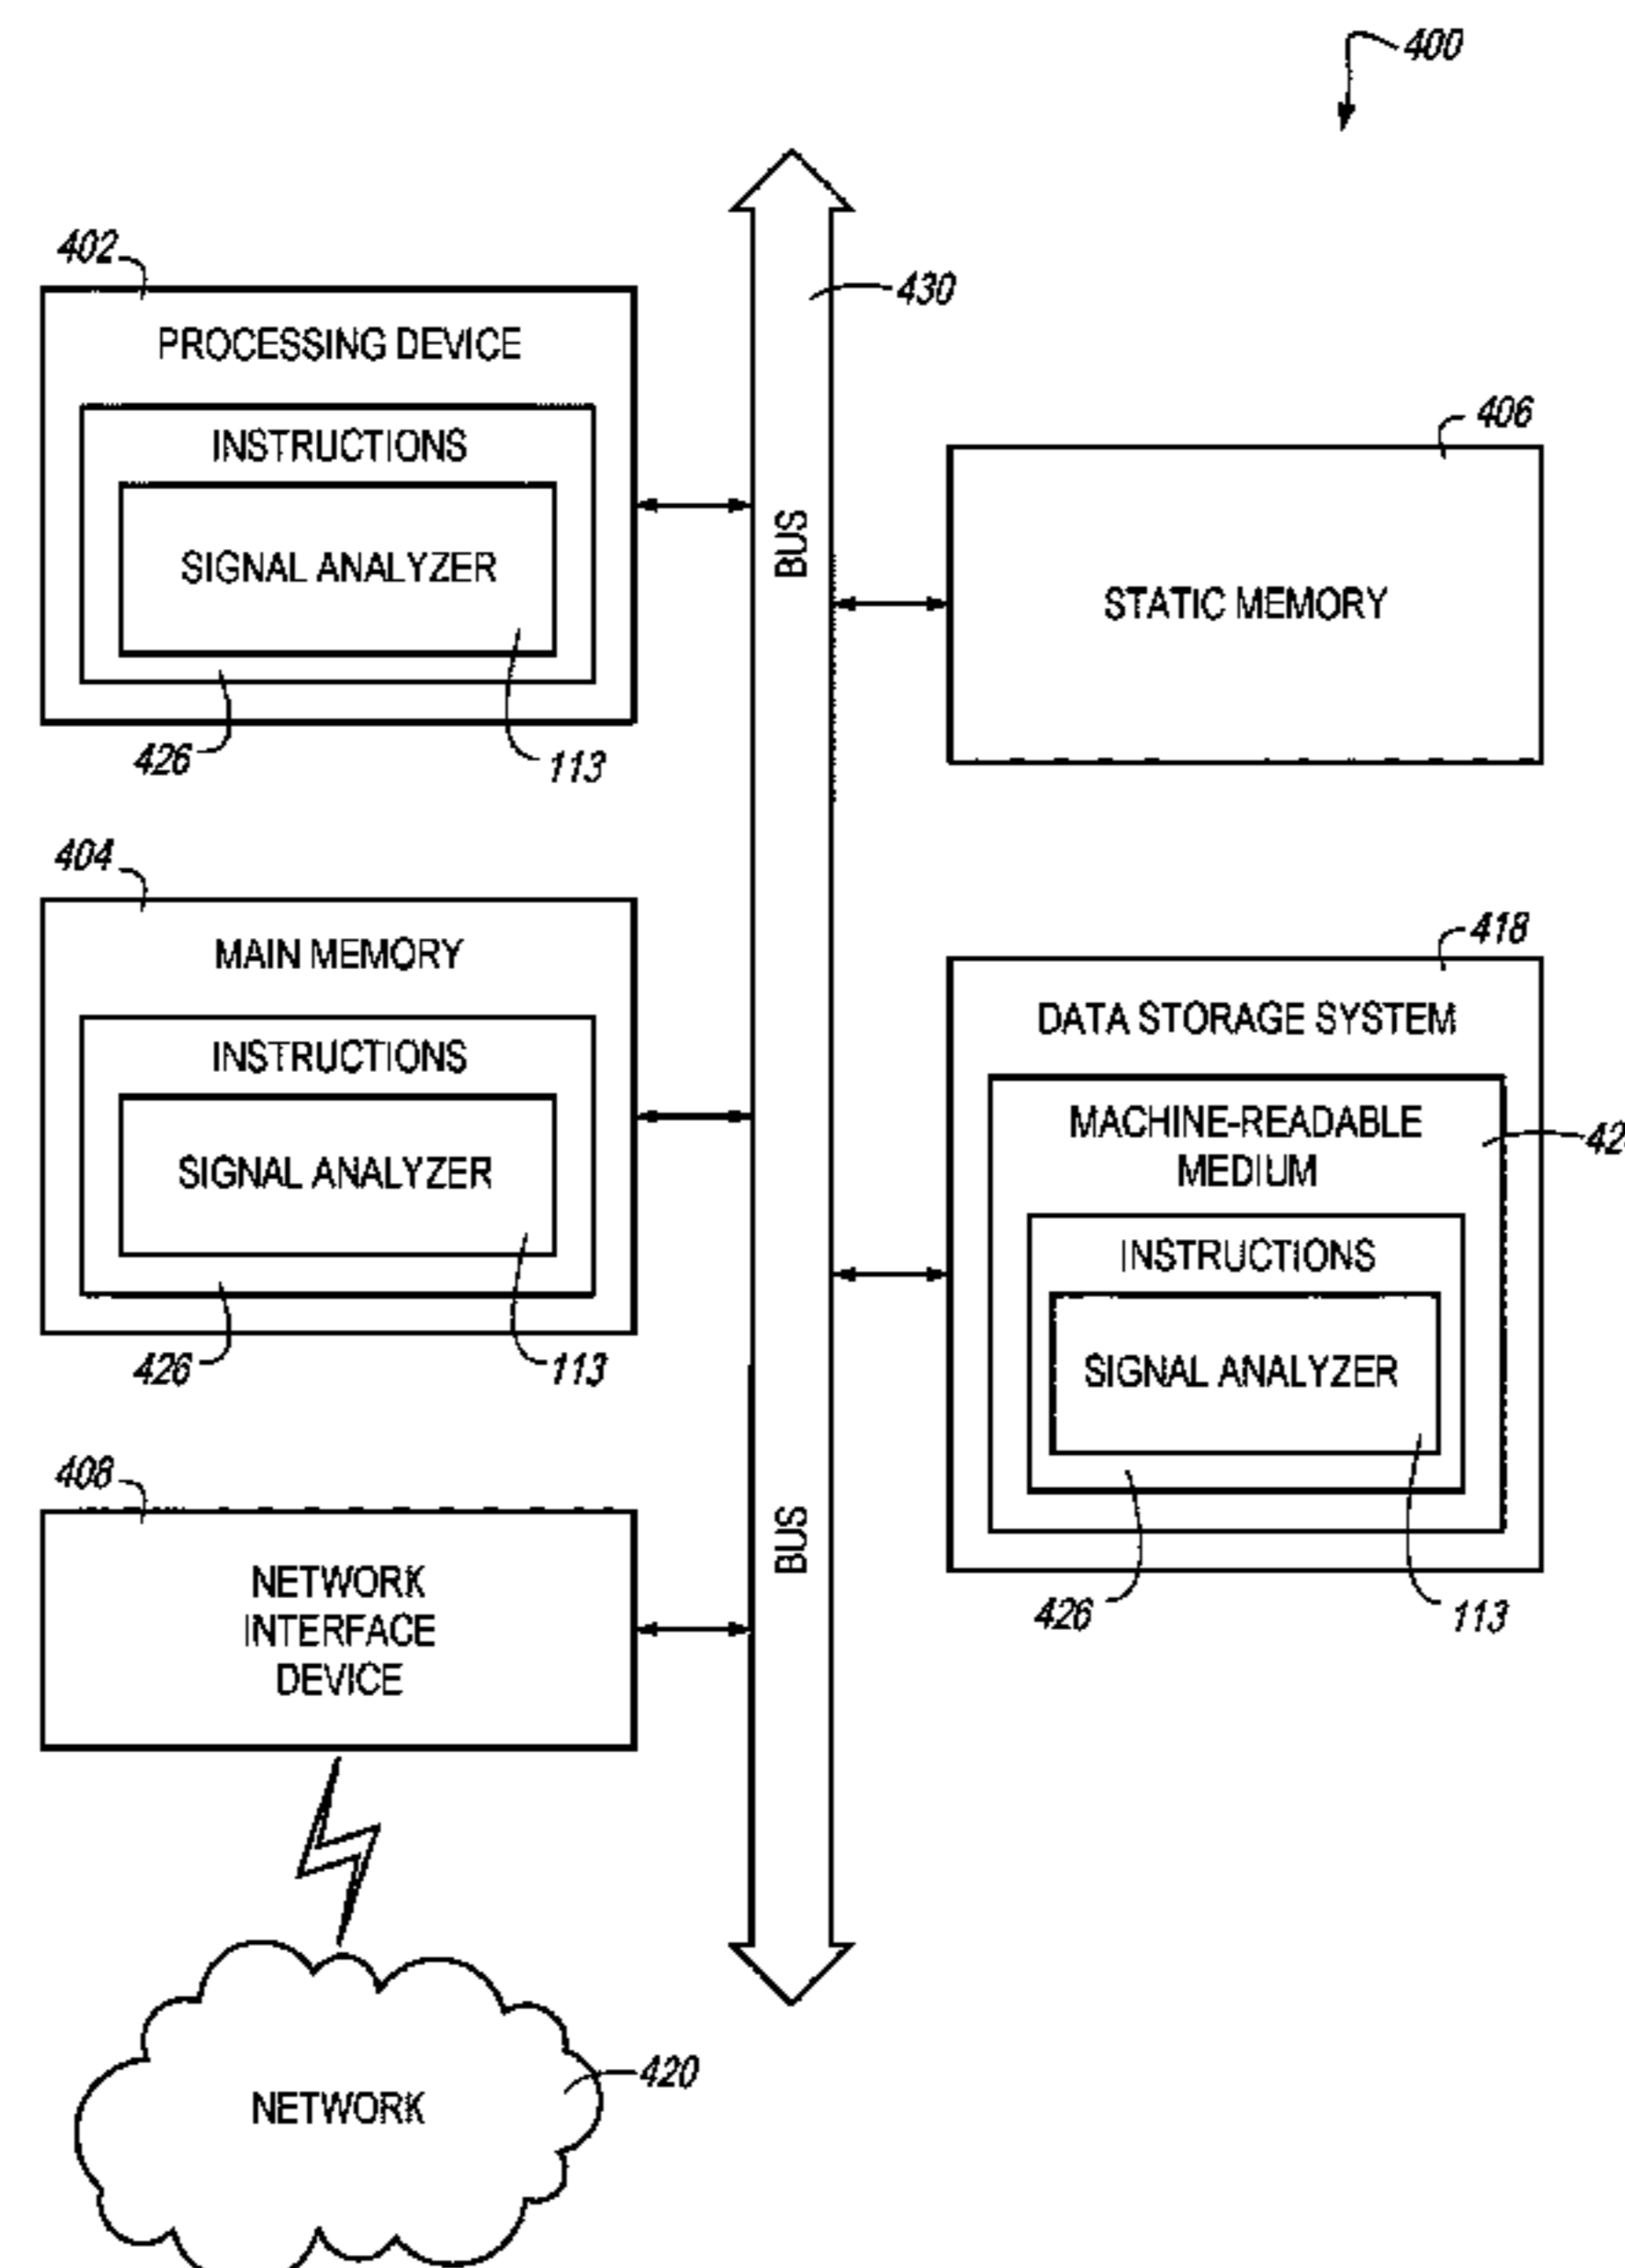 400
402
430
PROCESSING DEVICE
INSTRUCTIONS
SIGNAL ANALYZER
426
113
BUS
406
STATIC MEMORY
404
MAIN MEMORY
INSTRUCTIONS
SIGNAL ANALYZER
426
113
418
DATA STORAGE SYSTEM
MACHINE-READABLE
MEDIUM
INSTRUCTIONS
SIGNAL ANALYZER
426
113
408
NETWORK
INTERFACE
DEVICE
BUS
NETWORK
420